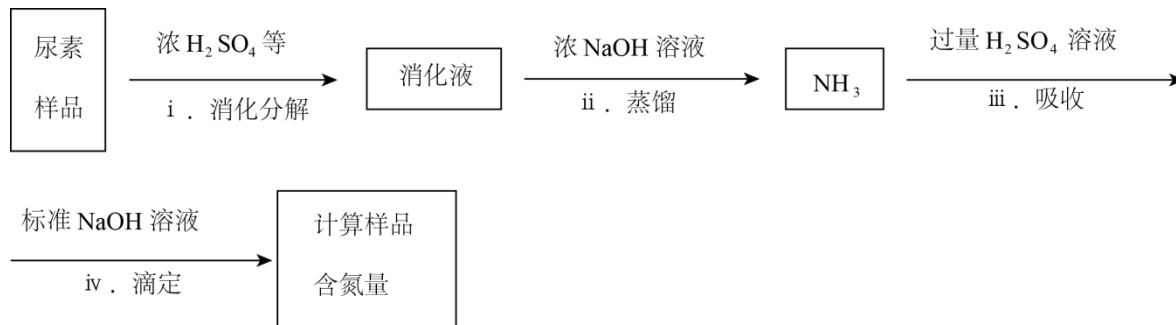 尿素
样品
浓 H₂SO₄ 等
ⅰ．消化分解
消化液
浓 NaOH 溶液
ⅱ．蒸馏
NH₃
过量 H₂SO₄ 溶液
ⅲ．吸收
标准 NaOH 溶液
ⅳ．滴定
计算样品
含氮量